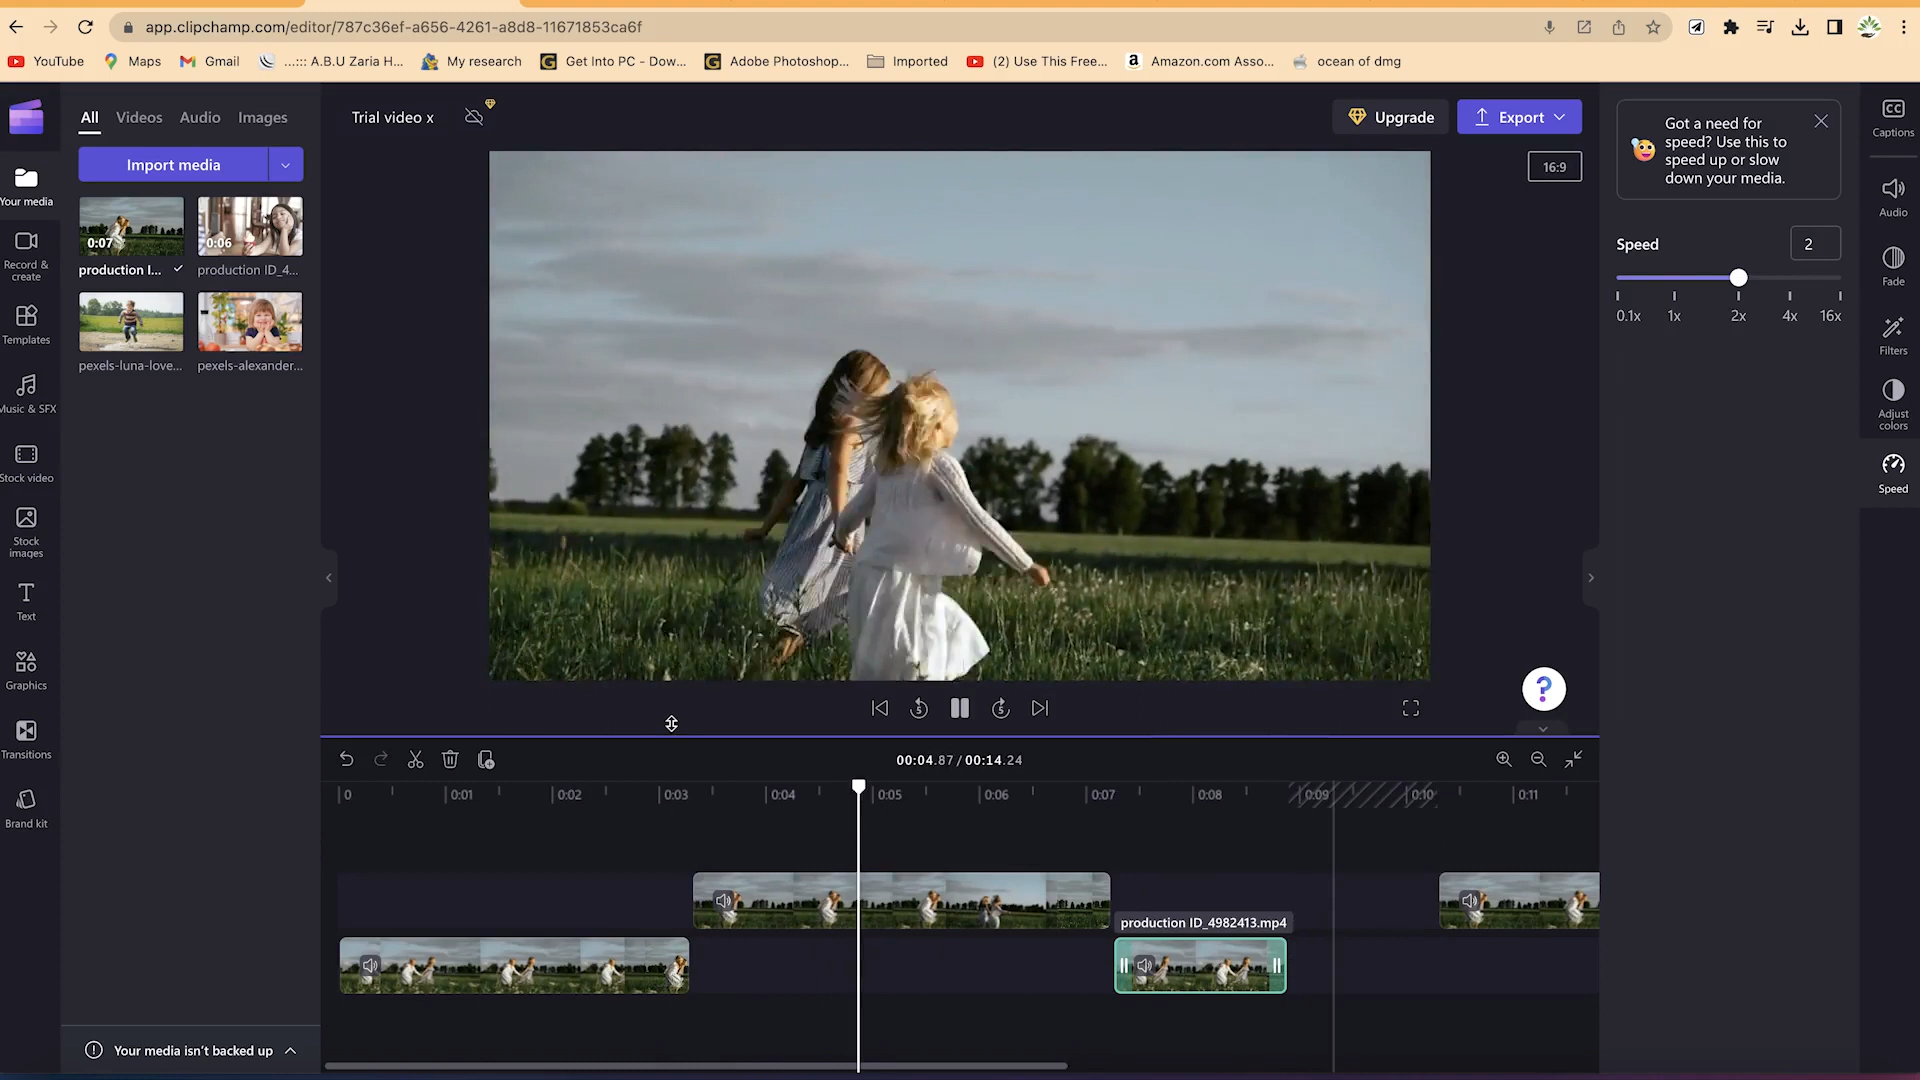 app.clipchamp.com/editor/787c36ef-a656-4261-a8d8-11671853ca6f
YouTube
Maps
Gmail
...::: A.B.U Zaria H...
My research
Get Into PC - Dow...
Adobe Photoshop...
Imported
(2) Use This Free...
Amazon.com Asso...
ocean of dmg
All
Videos
Audio
Images
Import media
Your media
Record &
create
Templates
Music & SFX
Stock video
Stock
images
Text
Graphics
Transitions
Brand kit
0:07
0:06
production I...
production ID_4...
pexels-luna-love...
pexels-alexander...
Your media isn't backed up
Trial video x
Upgrade
Export
16:9
5
5
?
00:04.87 / 00:14.24
0
0:01
0:02
0:03
0:04
0:05
0:06
0:07
0:08
0:09
0:10
0:11
production ID_4982413.mp4
Got a need for
speed? Use this to
speed up or slow
down your media.
Speed
2
0.1x
1x
2x
4x
16x
CC
Captions
Audio
Fade
Filters
Adjust
colors
Speed